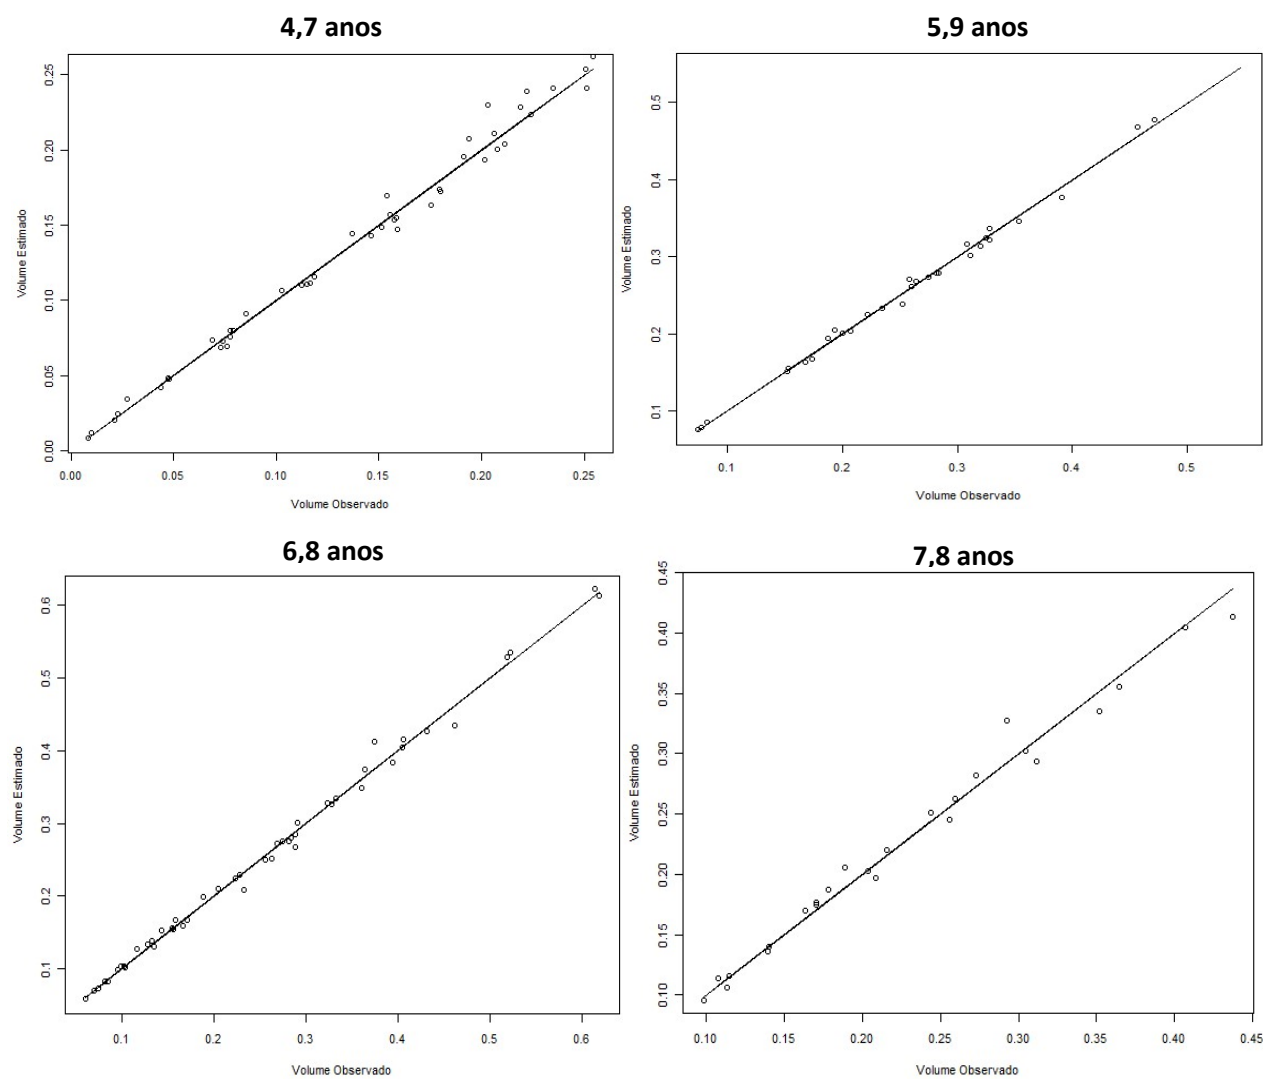 4,7 anos
0.25
0.20
0.15
0.10
0.05
0.00
Volume Estimado
0.00 0.05 0.10 0.15 0.20 0.25
Volume Observado
5,9 anos
0.5
0.4
0.3
0.2
0.1
Volume Estimado
0.1 0.2 0.3 0.4 0.5
Volume Observado
6,8 anos
0.6
0.5
0.4
0.3
0.2
0.1
Volume Estimado
0.1 0.2 0.3 0.4 0.5 0.6
Volume Observado
7,8 anos
0.45
0.40
0.35
0.30
0.25
0.20
0.15
0.10
Volume Estimado
0.10 0.15 0.20 0.25 0.30 0.35 0.40 0.45
Volume Observado